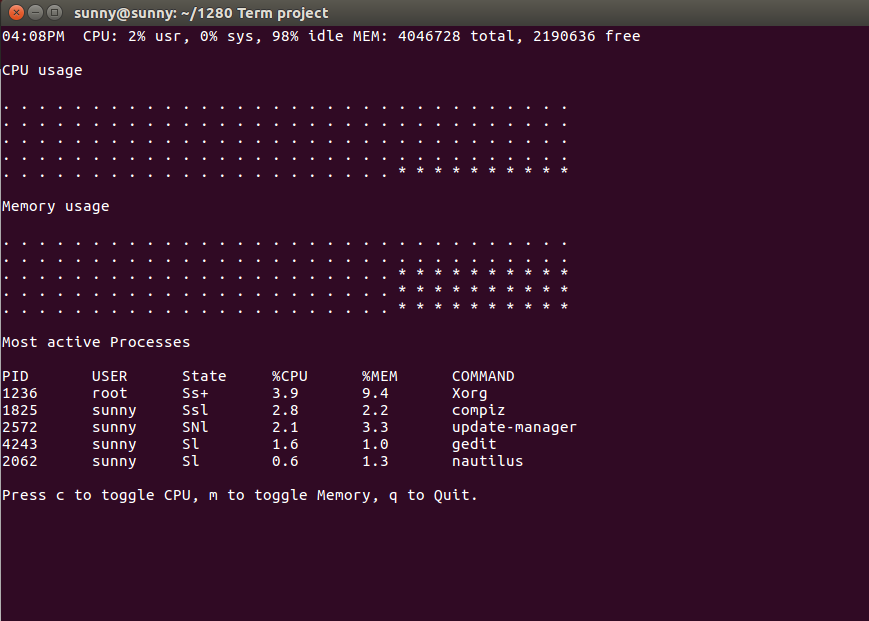 sunny@sunny: ~/1280 Term project
04:08PM  CPU: 2% usr, 0% sys, 98% idle MEM: 4046728 total, 2190636 free
CPU usage
. . . . . . . . . . . . . . . . . . . . . . . . . . . . . . . .
. . . . . . . . . . . . . . . . . . . . . . . . . . . . . . . .
. . . . . . . . . . . . . . . . . . . . . . . . . . . . . . . .
. . . . . . . . . . . . . . . . . . . . . . . . . . . . . . . .
. . . . . . . . . . . . . . . . . . . . . . * * * * * * * * * *
Memory usage
. . . . . . . . . . . . . . . . . . . . . . . . . . . . . . . .
. . . . . . . . . . . . . . . . . . . . . . . . . . . . . . . .
. . . . . . . . . . . . . . . . . . . . . . * * * * * * * * * *
. . . . . . . . . . . . . . . . . . . . . . * * * * * * * * * *
. . . . . . . . . . . . . . . . . . . . . . * * * * * * * * * *
Most active Processes
PID       USER      State     %CPU      %MEM      COMMAND
1236      root      Ss+       3.9       9.4       Xorg
1825      sunny     Ssl       2.8       2.2       compiz
2572      sunny     SNl       2.1       3.3       update-manager
4243      sunny     Sl        1.6       1.0       gedit
2062      sunny     Sl        0.6       1.3       nautilus
Press c to toggle CPU, m to toggle Memory, q to Quit.